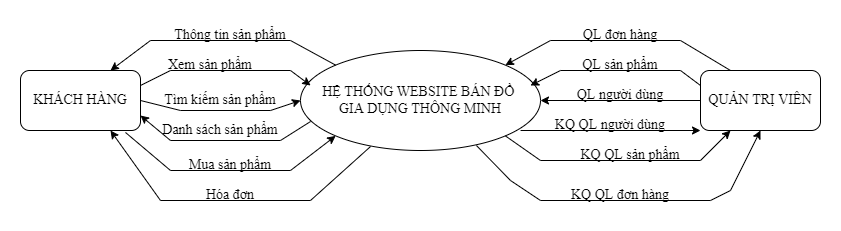 Thông tin sản phẩm
Xem sản phẩm
KHÁCH HÀNG
Tìm kiếm sản phẩm
Danh sách sản phẩm
Mua sản phẩm
Hóa đơn
HỆ THỐNG WEBSITE BÁN ĐỒ
GIA DỤNG THÔNG MINH
QL đơn hàng
QL sản phẩm
QL người dùng
QUẢN TRỊ VIÊN
KQ QL người dùng
KQ QL sản phẩm
KQ QL đơn hàng